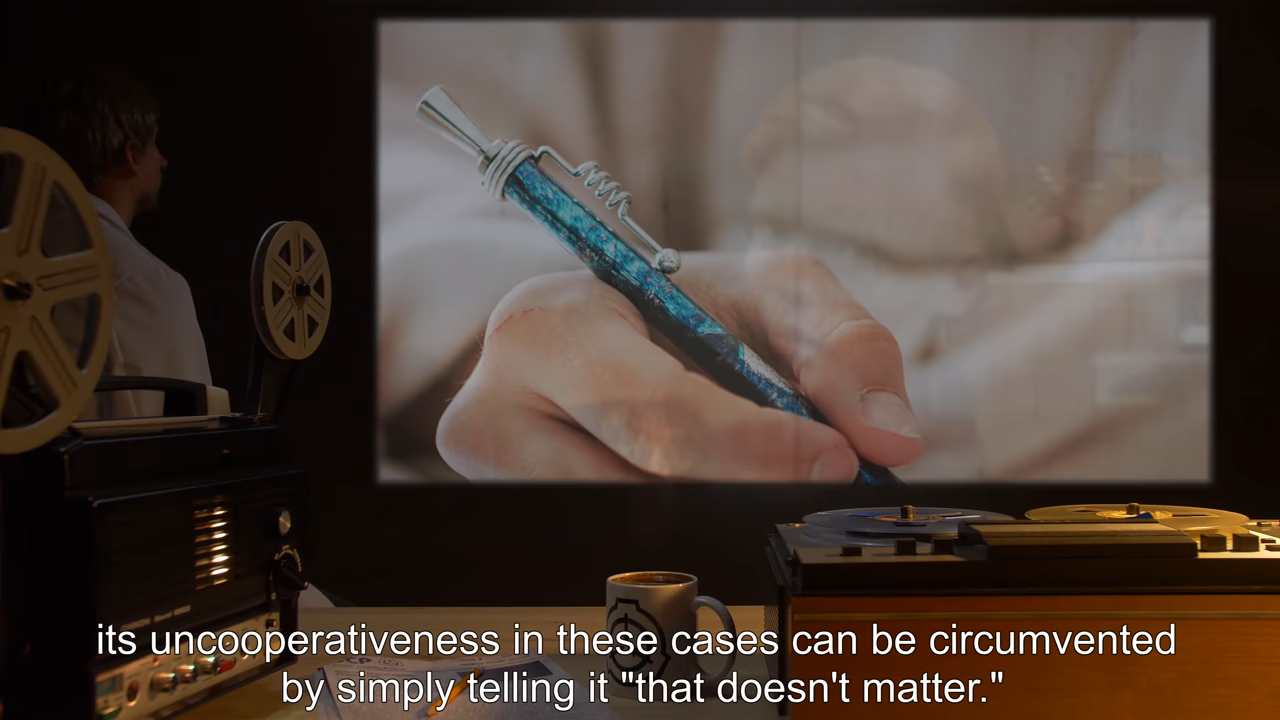 its uncooperativeness in these cases can be circumvented
by simply telling it "that doesn't matter."